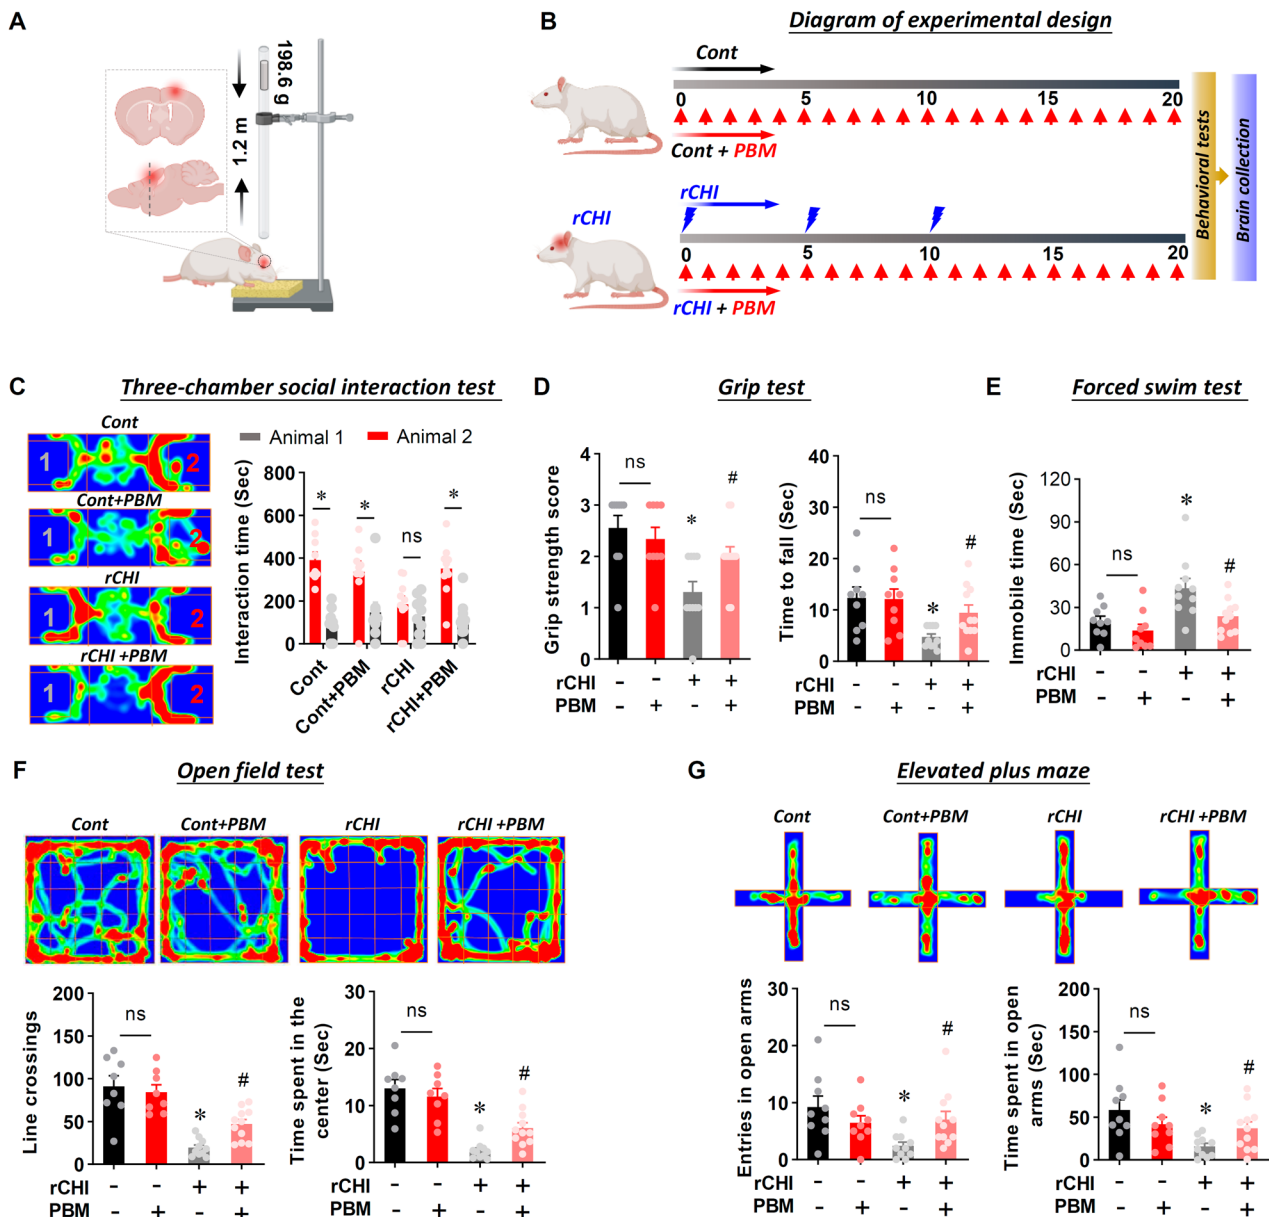 A
198.6 g
1.2 m
B
Diagram of experimental design
Cont
0 5 10 15 20
Cont + PBM
rCHI
rCHI
0 5 10 15 20
rCHI + PBM
Behavioral tests
Brain collection
C
Three-chamber social interaction test
Cont
1 2
Cont+PBM
1 2
rCHI
1 2
rCHI +PBM
1 2
Animal 1 Animal 2
Interaction time (Sec)
800
600
400
200
0
* * ns *
Cont
Cont+PBM
rCHI
rCHI+PBM
D
Grip test
Grip strength score
4
3
2
1
0
ns * #
rCHI - - + +
PBM - + - +
Time to fall (Sec)
40
30
20
10
0
ns * #
rCHI - - + +
PBM - + - +
E
Forced swim test
Immobile time (Sec)
120
90
60
30
0
ns * #
rCHI - - + +
PBM - + - +
F
Open field test
Cont Cont+PBM rCHI rCHI +PBM
Line crossings
200
150
100
50
0
ns * #
rCHI - - + +
PBM - + - +
Time spent in the
center (Sec)
30
20
10
0
ns * #
rCHI - - + +
PBM - + - +
G
Elevated plus maze
Cont Cont+PBM rCHI rCHI +PBM
Entries in open arms
30
20
10
0
ns * #
rCHI - - + +
PBM - + - +
Time spent in open
arms (Sec)
200
150
100
50
0
ns * #
rCHI - - + +
PBM - + - +